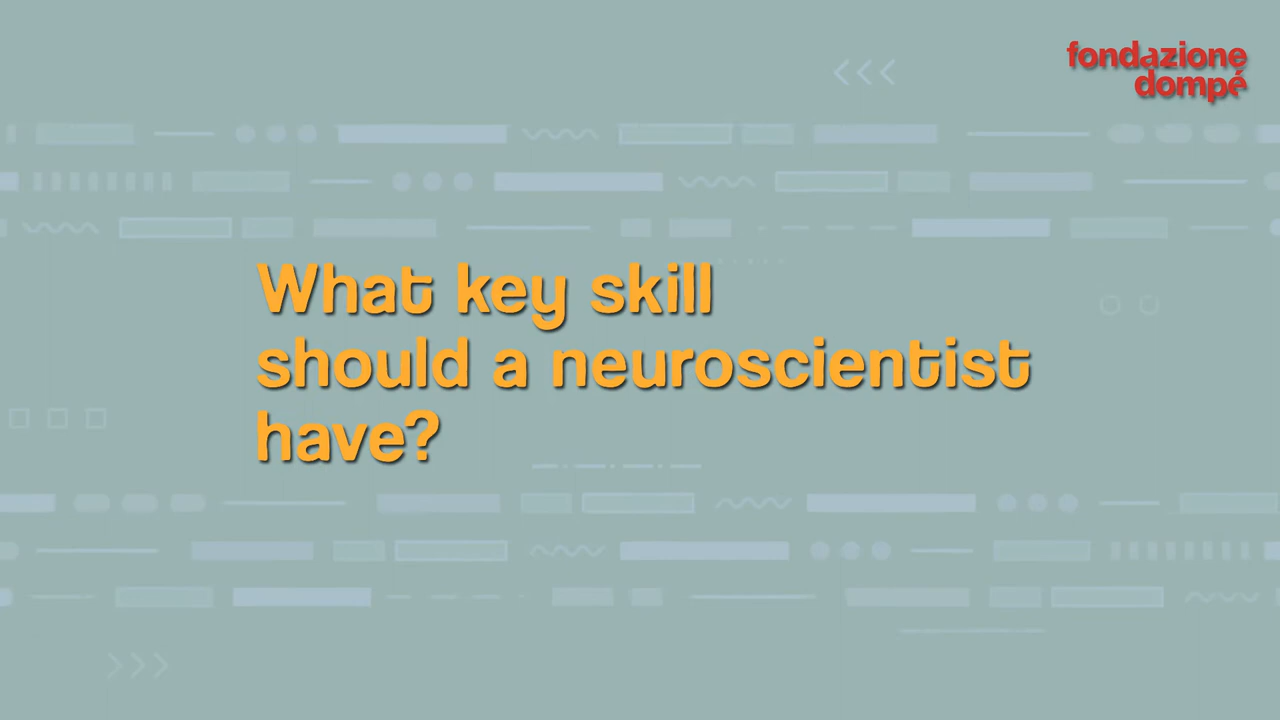 fondazione
dompé
What key skill
should a neuroscientist
have?